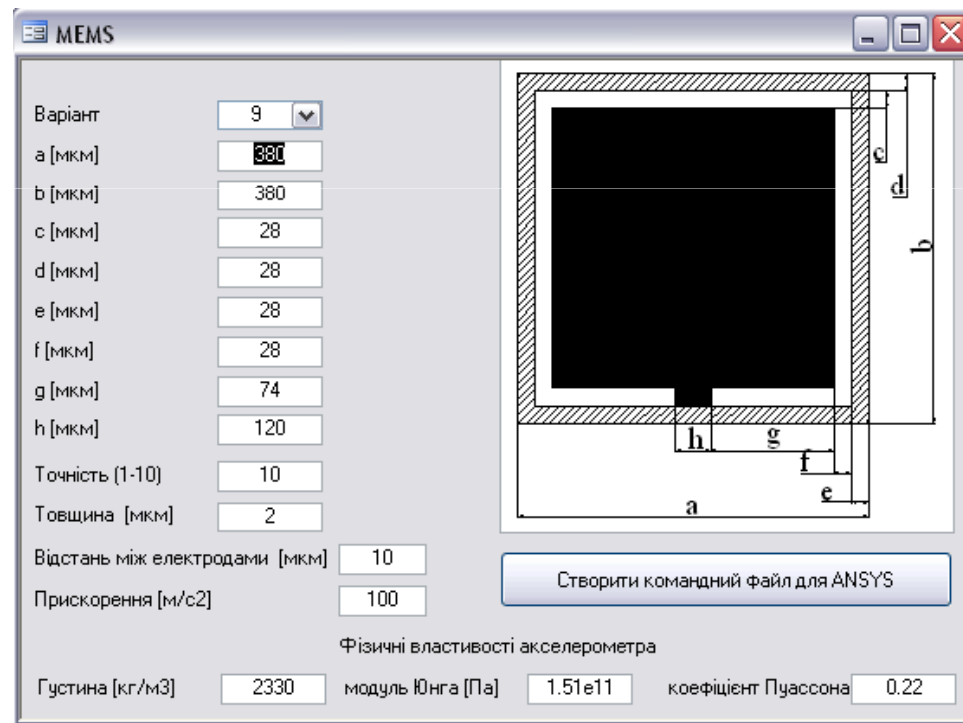 MEMS
Варіант 9
a [мкм] 380
b [мкм] 380
c [мкм] 28
d [мкм] 28
e [мкм] 28
f [мкм] 28
g [мкм] 74
h [мкм] 120
Точність (1-10) 10
Товщина [мкм] 2
Відстань між електродами [мкм] 10
Прискорення [м/с2] 100
c
d
b
h g
f
e
a
Створити командний файл для ANSYS
Фізичні властивості акселерометра
Густина [кг/м3] 2330 модуль Юнга [Па] 1.51e11 коефіцієнт Пуассона 0.22